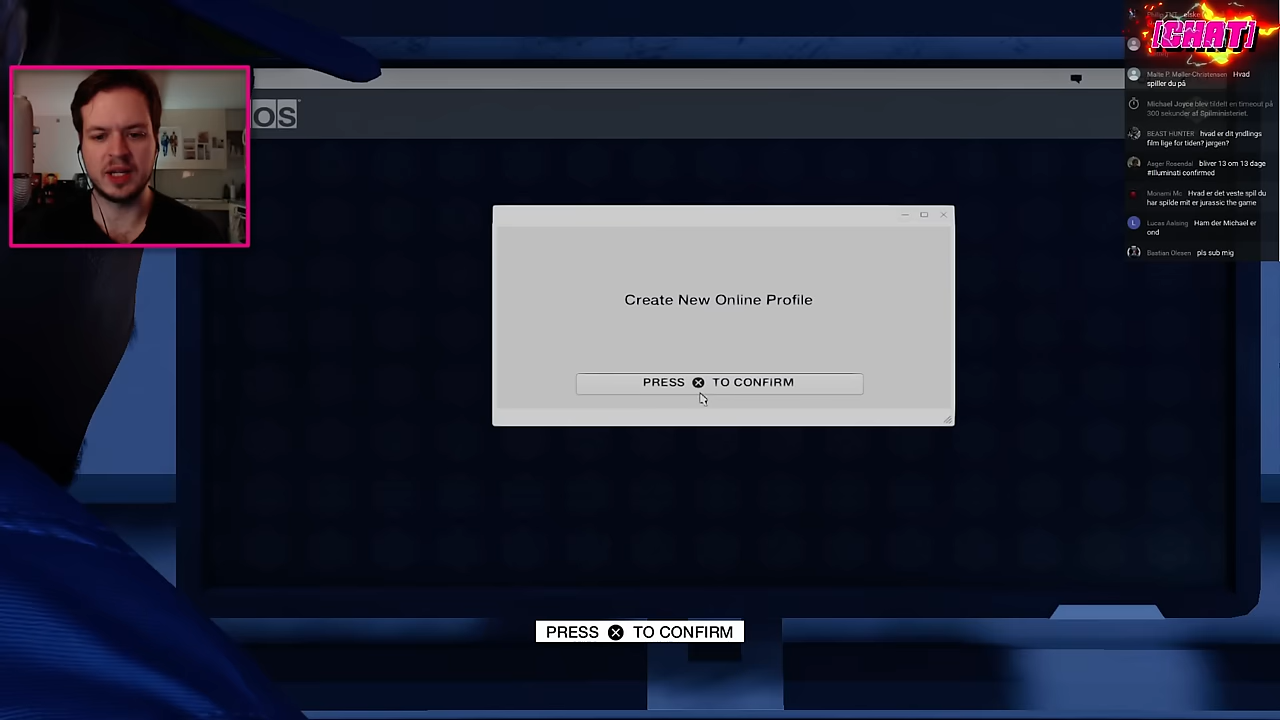 [CHAT]
Malte P. Møller-Christensen Hvad
spiller du på
Michael Joyce blev tildelt en timeout på
300 sekunder af Spilministeriet.
BEAST HUNTER hvad er dit yndlings
film lige for tiden? jørgen?
Asger Rosendal bliver 13 om 13 dage
#Illuminati confirmed
Monami Mc Hvad er det veste spil du
har spilde mit er jurassic the game
Lucas Aalsing Ham der Michael er
ond
Bastian Olesen pls sub mig
OS
Create New Online Profile
PRESS TO CONFIRM
PRESS TO CONFIRM